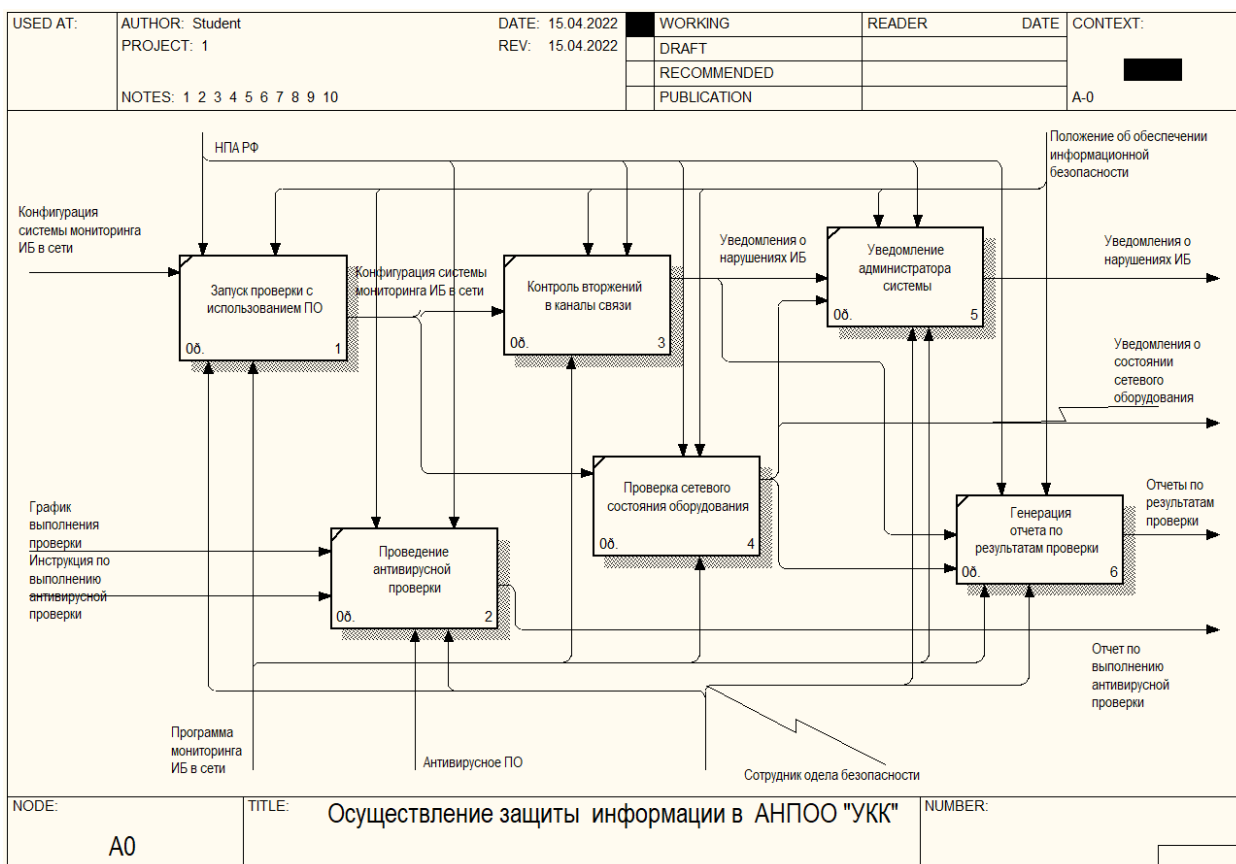 USED AT:
AUTHOR: Student
DATE: 15.04.2022
PROJECT: 1
REV: 15.04.2022
NOTES: 1 2 3 4 5 6 7 8 9 10
WORKING
DRAFT
RECOMMENDED
PUBLICATION
READER
DATE
CONTEXT:
A-0
НПА РФ
Положение об обеспечении
информационной
безопасности
Конфигурация
системы мониторинга
ИБ в сети
Запуск проверки с
использованием ПО
0ð.
1
Конфигурация системы
мониторинга ИБ в сети
Контроль вторжений
в каналы связи
0ð.
3
Уведомления о
нарушениях ИБ
Уведомление
администратора
системы
0ð.
5
Уведомления о
нарушениях ИБ
Уведомления о
состоянии
сетевого
оборудования
Проверка сетевого
состояния оборудования
0ð.
4
График
выполнения
проверки
Инструкция по
выполнению
антивирусной
проверки
Проведение
антивирусной
проверки
0ð.
2
Генерация
отчета по
результатам проверки
0ð.
6
Отчеты по
результатам
проверки
Отчет по
выполнению
антивирусной
проверки
Программа
мониторинга
ИБ в сети
Антивирусное ПО
Сотрудник одела безопасности
NODE:
A0
TITLE:
Осуществление защиты информации в АНПОО "УКК"
NUMBER: